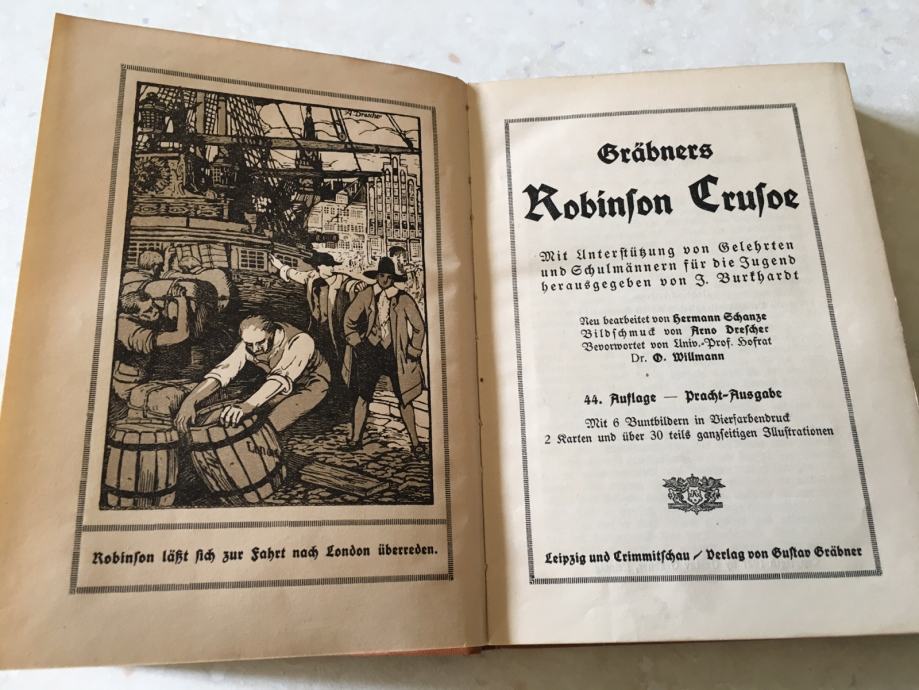 A. Drescher
Robinſon läßt ſich zur Fahrt nach London überreden.
Gräbners
Robinſon Cruſoe
Mit Unterſtützung von Gelehrten
und Schulmännern für die Jugend
herausgegeben von J. Burkhardt
Neu bearbeitet von Hermann Schanze
Bildſchmuck von Arno Dreſcher
Bevorwortet von Univ.-Prof. Hofrat
Dr. O. Willmann
44. Auflage — Pracht-Ausgabe
Mit 6 Buntbildern in Vierfarbendruck
2 Karten und über 30 teils ganzſeitigen Illuſtrationen
Leipzig und Crimmitſchau / Verlag von Guſtav Gräbner